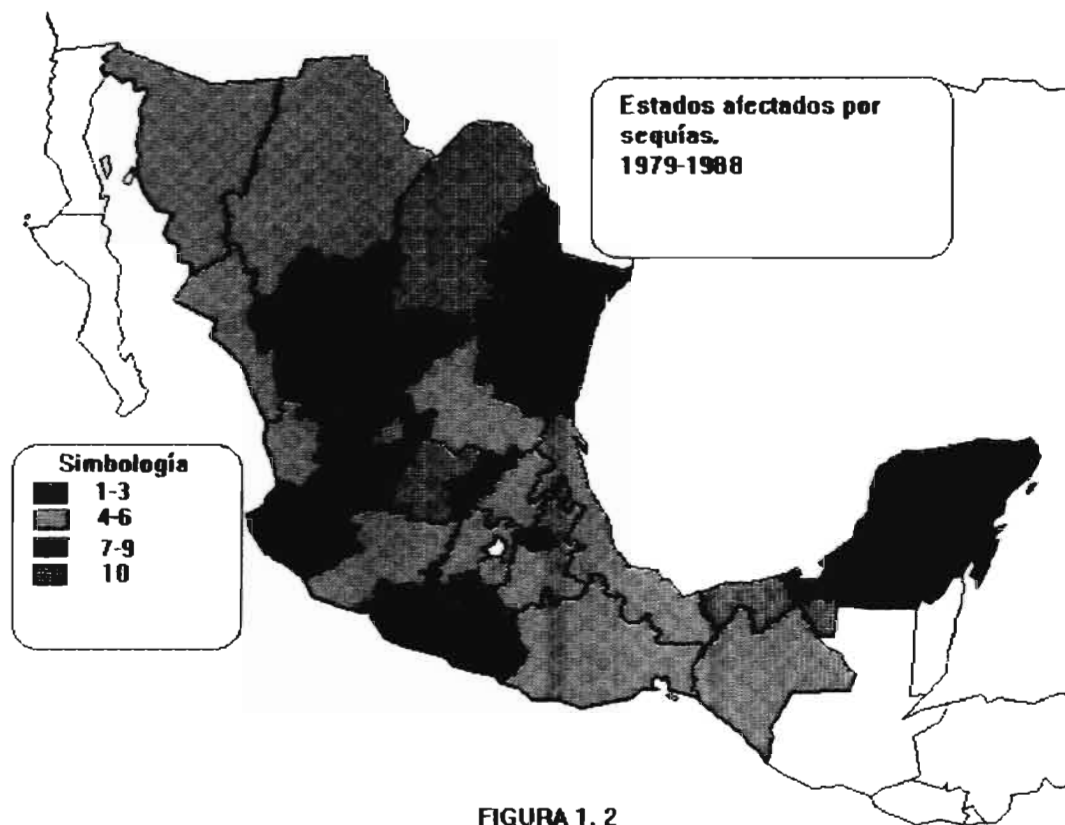 Estados afectados por
sequías,
1979-1988
Simbología
1-3
4-6
7-9
10
FIGURA 1. 2